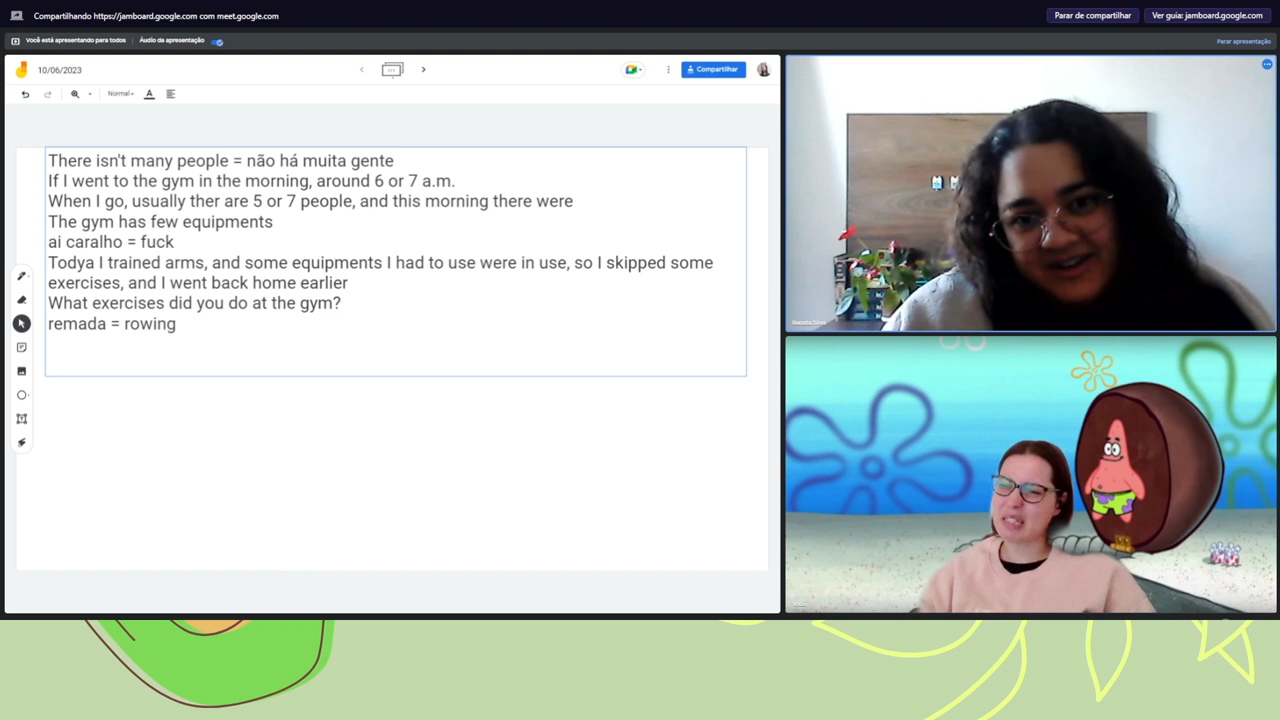 Compartilhando https://jamboard.google.com com meet.google.com
Parar de compartilhar
Ver guia: jamboard.google.com
Você está apresentando para todos
Áudio da apresentação
Parar apresentação
10/06/2023
Compartilhar
Normal
There isn't many people = não há muita gente
If I went to the gym in the morning, around 6 or 7 a.m.
When I go, usually ther are 5 or 7 people, and this morning there were
The gym has few equipments
ai caralho = fuck
Todya I trained arms, and some equipments I had to use were in use, so I skipped some
exercises, and I went back home earlier
What exercises did you do at the gym?
remada = rowing